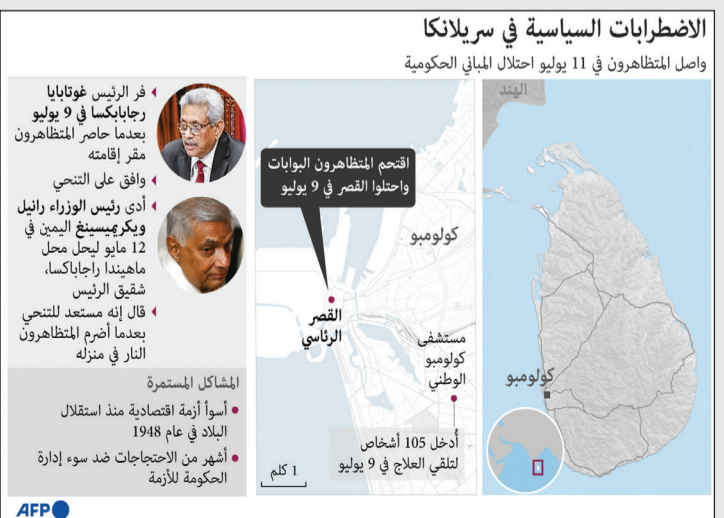 الاضطرابات السياسية في سريلانكا
واصل المتظاهرون في 11 يوليو احتلال المباني الحكومية
الهند
كولومبو
اقتحم المتظاهرون البوابات
واحتلوا القصر في 9 يوليو
كولومبو
القصر
الرئاسي
مستشفى
كولومبو
الوطني
أُدخل 105 أشخاص
لتلقي العلاج في 9 يوليو
1 كلم
فر الرئيس غوتابايا
رجابابكسا في 9 يوليو
بعدما حاصر المتظاهرون
مقر إقامته
وافق على التنحي
أدى رئيس الوزراء رانيل
ويكريميسينغ اليمين في
12 مايو ليحل محل
ماهيندا راجاباكسا،
شقيق الرئيس
قال إنه مستعد للتنحي
بعدما أضرم المتظاهرون
النار في منزله
المشاكل المستمرة
أسوأ أزمة اقتصادية منذ استقلال
البلاد في عام 1948
أشهر من الاحتجاجات ضد سوء إدارة
الحكومة للأزمة
AFP